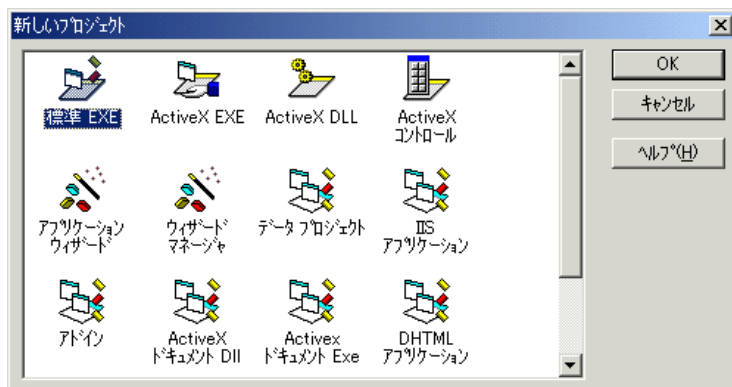 新しいプロジェクト
OK
キャンセル
ヘルプ(H)
標準 EXE
ActiveX EXE
ActiveX DLL
ActiveX
コントロール
アプリケーション
ウィザード
ウィザード
マネージャ
データ プロジェクト
IIS
アプリケーション
アドイン
ActiveX
ドキュメント Dll
Activex
ドキュメント Exe
DHTML
アプリケーション